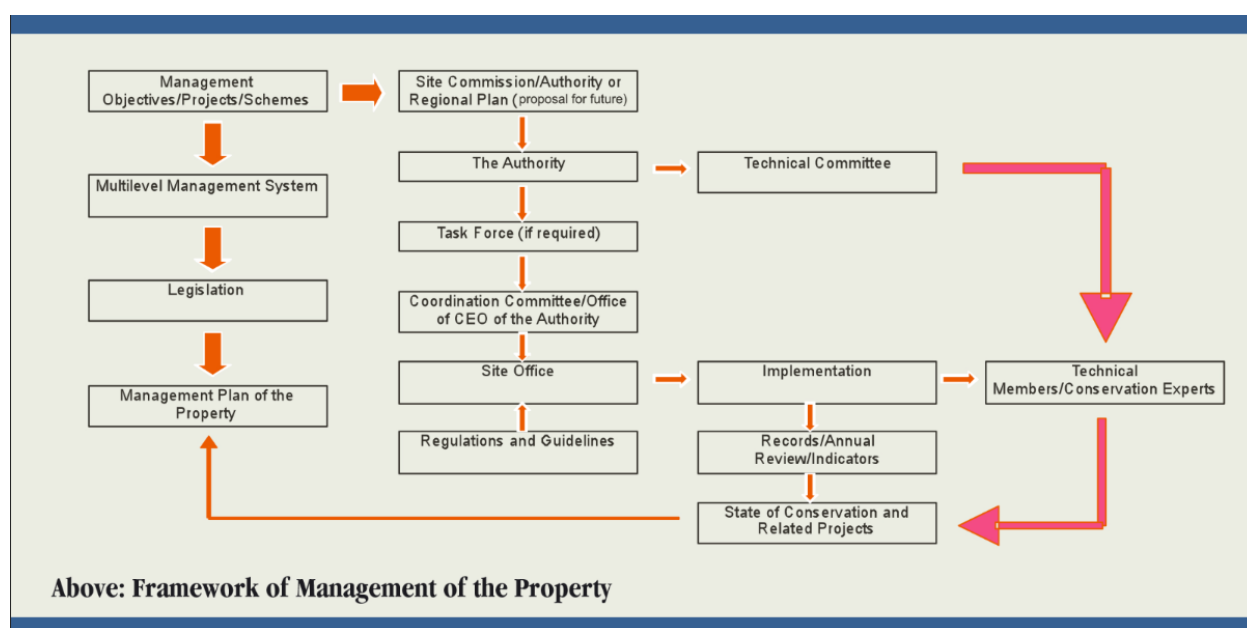 Management
Objectives/Projects/Schemes
Site Commission/Authority or
Regional Plan (proposal for future)
The Authority
Technical Committee
Multilevel Management System
Task Force (if required)
Legislation
Coordination Committee/Office
of CEO of the Authority
Site Office
Implementation
Technical
Members/Conservation Experts
Management Plan of the
Property
Regulations and Guidelines
Records/Annual
Review/Indicators
State of Conservation and
Related Projects
Above: Framework of Management of the Property